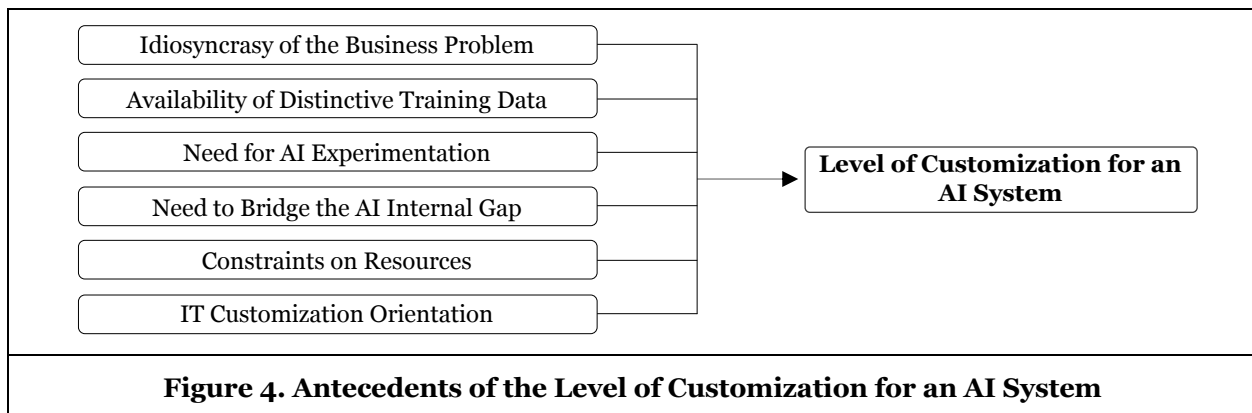 Idiosyncrasy of the Business Problem
Availability of Distinctive Training Data
Need for AI Experimentation
Need to Bridge the AI Internal Gap
Constraints on Resources
IT Customization Orientation
Level of Customization for an
AI System
Figure 4. Antecedents of the Level of Customization for an AI System